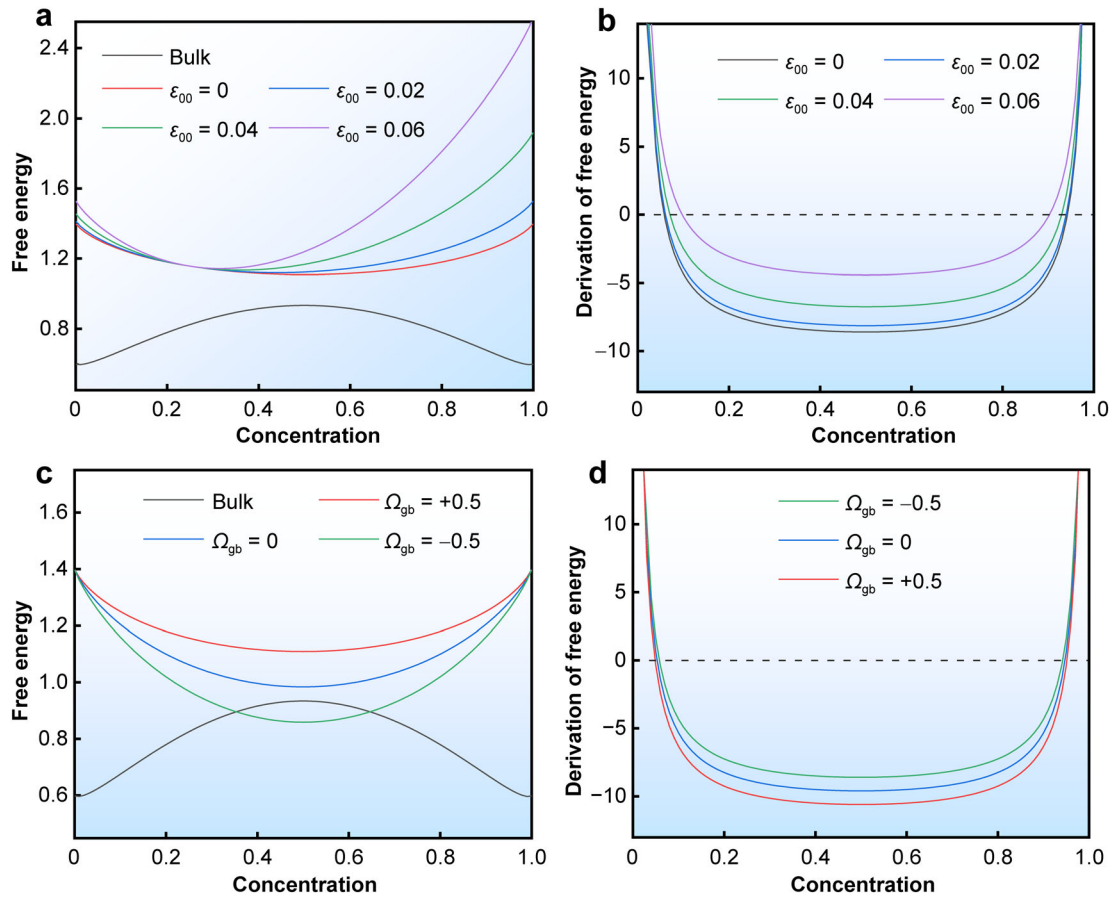 a
Free energy
2.4
2.0
1.6
1.2
0.8
Bulk
ε00 = 0
ε00 = 0.02
ε00 = 0.04
ε00 = 0.06
0 0.2 0.4 0.6 0.8 1.0
Concentration
b
Derivation of free energy
10
5
0
−5
−10
ε00 = 0
ε00 = 0.02
ε00 = 0.04
ε00 = 0.06
0 0.2 0.4 0.6 0.8 1.0
Concentration
c
Free energy
1.6
1.4
1.2
1.0
0.8
0.6
Bulk
Ωgb = +0.5
Ωgb = 0
Ωgb = −0.5
0 0.2 0.4 0.6 0.8 1.0
Concentration
d
Derivation of free energy
10
5
0
−5
−10
Ωgb = −0.5
Ωgb = 0
Ωgb = +0.5
0 0.2 0.4 0.6 0.8 1.0
Concentration